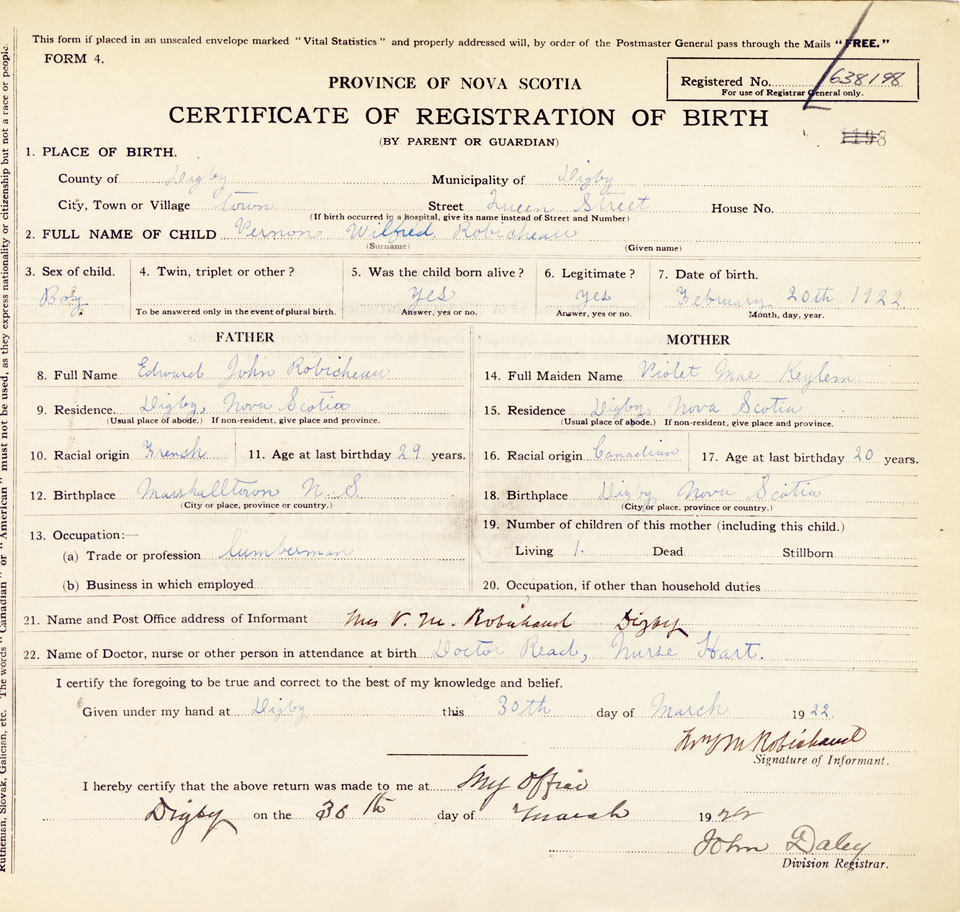 This form if placed in an unsealed envelope marked "Vital Statistics" and properly addressed will, by order of the Postmaster General pass through the Mails "FREE."
FORM 4.
PROVINCE OF NOVA SCOTIA
Registered No. 638198
For use of Registrar General only.
CERTIFICATE OF REGISTRATION OF BIRTH
(BY PARENT OR GUARDIAN)
1198
1. PLACE OF BIRTH.
County of Digby Municipality of Digby
City, Town or Village town Street Queen Street House No.
(If birth occurred in a hospital, give its name instead of Street and Number)
2. FULL NAME OF CHILD Vernon Wilfred Robicheau
(Surname) (Given name)
3. Sex of child. 4. Twin, triplet or other? 5. Was the child born alive? 6. Legitimate? 7. Date of birth.
Boy yes yes February 20th 1922
To be answered only in the event of plural birth. Answer, yes or no. Answer, yes or no. Month, day, year.
FATHER MOTHER
8. Full Name Edward John Robicheau 14. Full Maiden Name Violet Mae
9. Residence. Digby, Nova Scotia 15. Residence Digby, Nova Scotia
(Usual place of abode.) If non-resident, give place and province. (Usual place of abode.) If non-resident, give place and province.
10. Racial origin French 11. Age at last birthday 29 years. 16. Racial origin Canadian 17. Age at last birthday 20 years.
12. Birthplace Marshalltown N. S. 18. Birthplace Digby Nova Scotia
(City or place, province or country.) (City or place, province or country.)
13. Occupation:— 19. Number of children of this mother (including this child.)
(a) Trade or profession lumberman Living 1. Dead Stillborn
(b) Business in which employed 20. Occupation, if other than household duties
21. Name and Post Office address of Informant Mrs V. M. Robichaud Digby
22. Name of Doctor, nurse or other person in attendance at birth Doctor Read, Nurse Hart.
I certify the foregoing to be true and correct to the best of my knowledge and belief.
Given under my hand at Digby this 30th day of March 1922
M Robichaud
Signature of Informant.
I hereby certify that the above return was made to me at My Office
Digby on the 30th day of March 1922
John Daley
Division Registrar.
Ruthenian, Slovak, Galician, etc. The words "Canadian" or "American" must not be used, as they express nationality or citizenship but not a race or people.